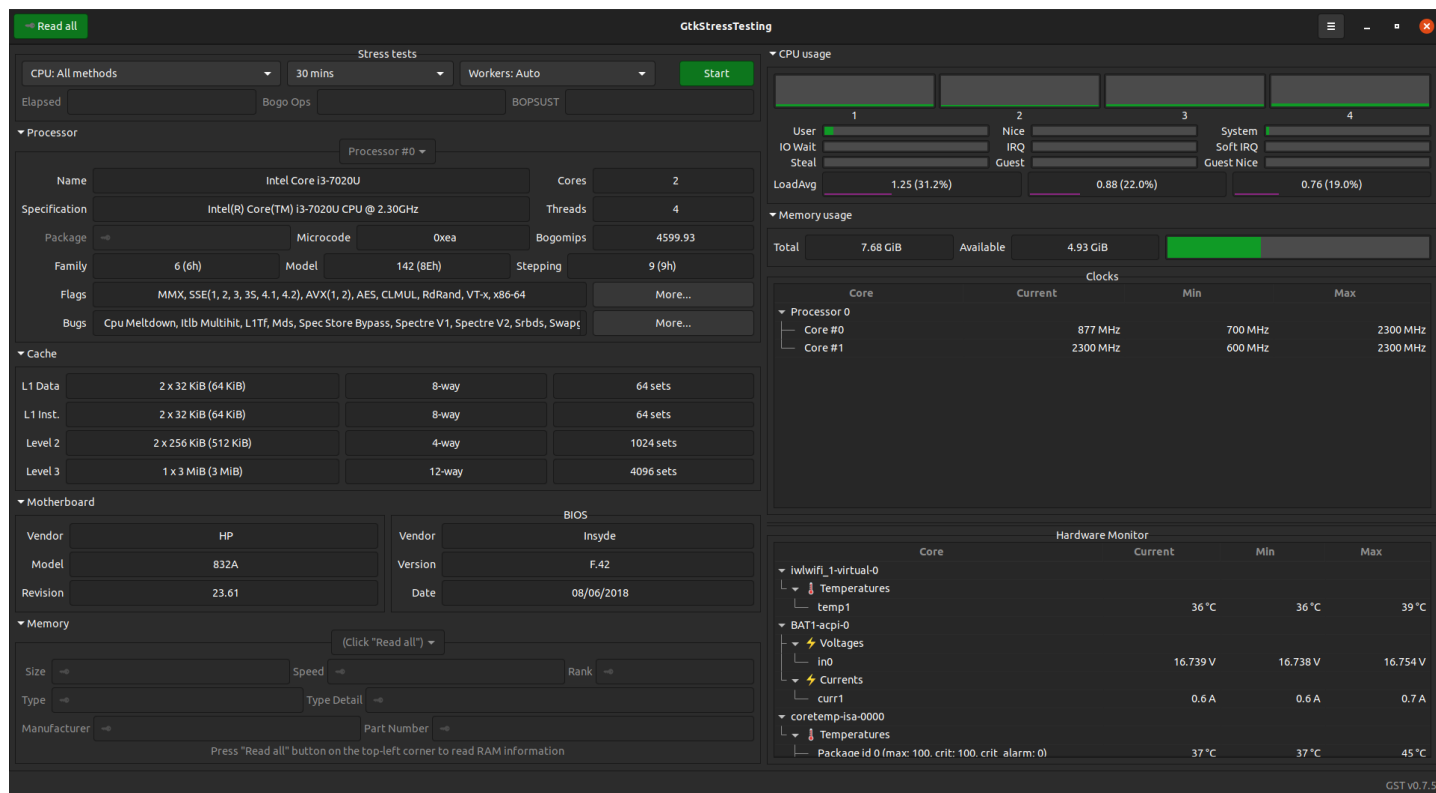 Read all
GtkStressTesting
Stress tests
CPU: All methods 30 mins Workers: Auto Start
Elapsed Bogo Ops BOPSUST
Processor
Processor #0
Name Intel Core i3-7020U Cores 2
Specification Intel(R) Core(TM) i3-7020U CPU @ 2.30GHz Threads 4
Package Microcode 0xea Bogomips 4599.93
Family 6 (6h) Model 142 (8Eh) Stepping 9 (9h)
Flags MMX, SSE(1, 2, 3, 3S, 4.1, 4.2), AVX(1, 2), AES, CLMUL, RdRand, VT-x, x86-64 More...
Bugs Cpu Meltdown, Itlb Multihit, L1Tf, Mds, Spec Store Bypass, Spectre V1, Spectre V2, Srbds, Swapg More...
Cache
L1 Data 2 x 32 KiB (64 KiB) 8-way 64 sets
L1 Inst. 2 x 32 KiB (64 KiB) 8-way 64 sets
Level 2 2 x 256 KiB (512 KiB) 4-way 1024 sets
Level 3 1 x 3 MiB (3 MiB) 12-way 4096 sets
Motherboard
BIOS
Vendor HP Vendor Insyde
Model 832A Version F.42
Revision 23.61 Date 08/06/2018
Memory
(Click "Read all")
Size Speed Rank
Type Type Detail
Manufacturer Part Number
Press "Read all" button on the top-left corner to read RAM information
CPU usage
1 2 3 4
User Nice System
IO Wait IRQ Soft IRQ
Steal Guest Guest Nice
LoadAvg 1.25 (31.2%) 0.88 (22.0%) 0.76 (19.0%)
Memory usage
Total 7.68 GiB Available 4.93 GiB
Clocks
Core Current Min Max
Processor 0
Core #0 877 MHz 700 MHz 2300 MHz
Core #1 2300 MHz 600 MHz 2300 MHz
Hardware Monitor
Core Current Min Max
iwlwifi_1-virtual-0
Temperatures
temp1 36 °C 36 °C 39 °C
BAT1-acpi-0
Voltages
in0 16.739 V 16.738 V 16.754 V
Currents
curr1 0.6 A 0.6 A 0.7 A
coretemp-isa-0000
Temperatures
Package id 0 (max: 100, crit: 100, crit_alarm: 0) 37 °C 37 °C 45 °C
GST v0.7.5